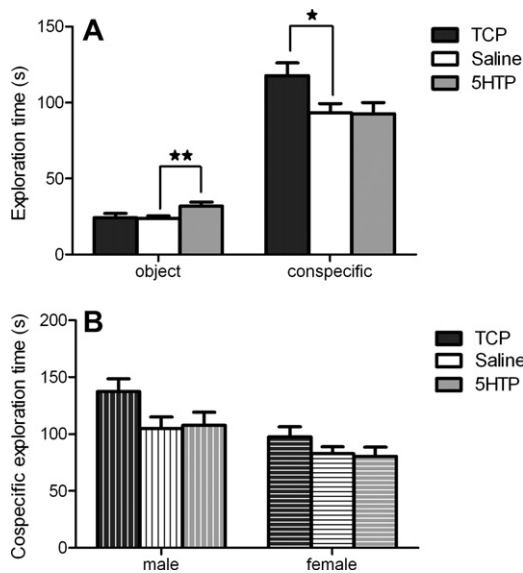 A
Exploration time (s)
150
100
50
0
★
★★
object
conspecific
TCP
Saline
5HTP
B
Cospecific exploration time (s)
200
150
100
50
0
male
female
TCP
Saline
5HTP